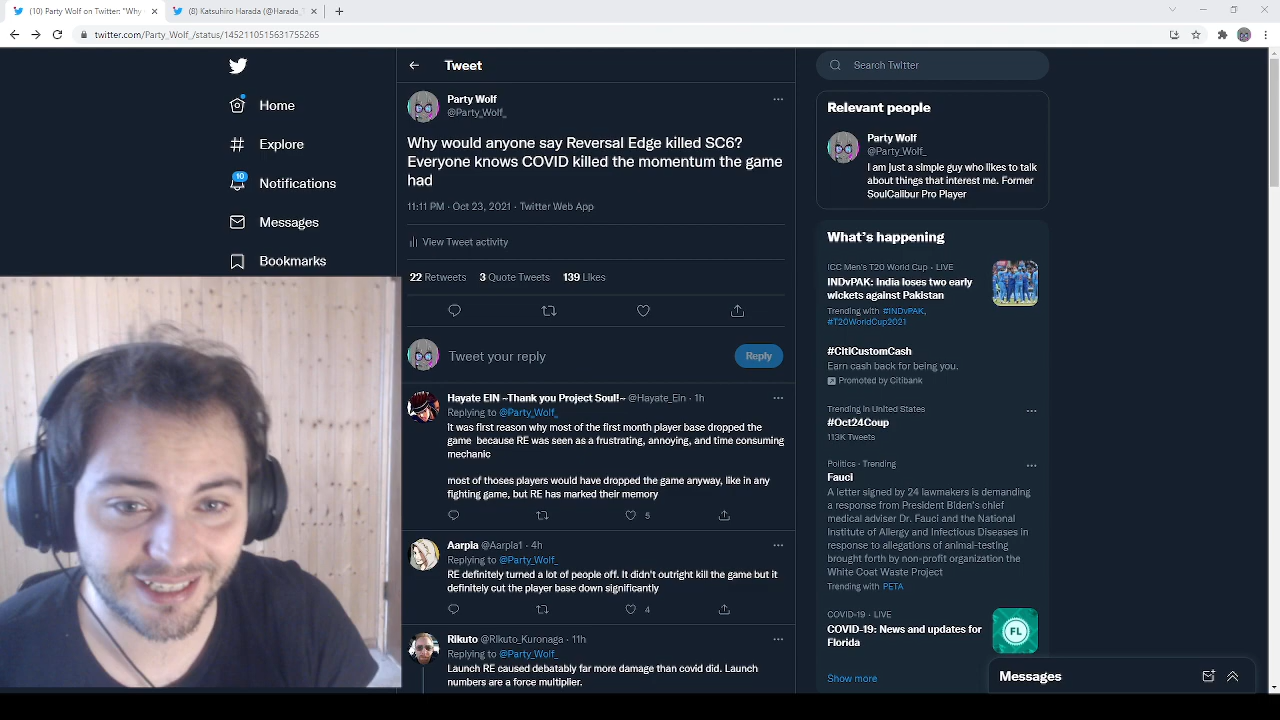 (10) Party Wolf on Twitter: "Why
(8) Katsuhiro Harada (@Harada_T
twitter.com/Party_Wolf_/status/1452110515631755265
Home
Explore
10
Notifications
Messages
Bookmarks
Tweet
Party Wolf
@Party_Wolf_
Why would anyone say Reversal Edge killed SC6?
Everyone knows COVID killed the momentum the game
had
11:11 PM · Oct 23, 2021 · Twitter Web App
View Tweet activity
22 Retweets 3 Quote Tweets 139 Likes
Tweet your reply
Reply
Hayate EIN ~Thank you Project Soul!~ @Hayate_Ein · 1h
Replying to @Party_Wolf_
It was first reason why most of the first month player base dropped the
game because RE was seen as a frustrating, annoying, and time consuming
mechanic
most of thoses players would have dropped the game anyway, like in any
fighting game, but RE has marked their memory
5
Aarpla @Aarpla1 · 4h
Replying to @Party_Wolf_
RE definitely turned a lot of people off. It didn't outright kill the game but it
definitely cut the player base down significantly
4
Rikuto @Rikuto_Kuronaga · 11h
Replying to @Party_Wolf_
Launch RE caused debatably far more damage than covid did. Launch
numbers are a force multiplier.
Search Twitter
Relevant people
Party Wolf
@Party_Wolf_
I am just a simple guy who likes to talk
about things that interest me. Former
SoulCalibur Pro Player
What's happening
ICC Men's T20 World Cup · LIVE
INDvPAK: India loses two early
wickets against Pakistan
Trending with #INDvPAK,
#T20WorldCup2021
#CitiCustomCash
Earn cash back for being you.
Promoted by Citibank
Trending in United States
#Oct24Coup
113K Tweets
Politics · Trending
Fauci
A letter signed by 24 lawmakers is demanding
a response from President Biden's chief
medical adviser Dr. Fauci and the National
Institute of Allergy and Infectious Diseases in
response to allegations of animal-testing
brought forth by non-profit organization the
White Coat Waste Project
Trending with PETA
COVID-19 · LIVE
COVID-19: News and updates for
Florida
FL
Show more
Messages